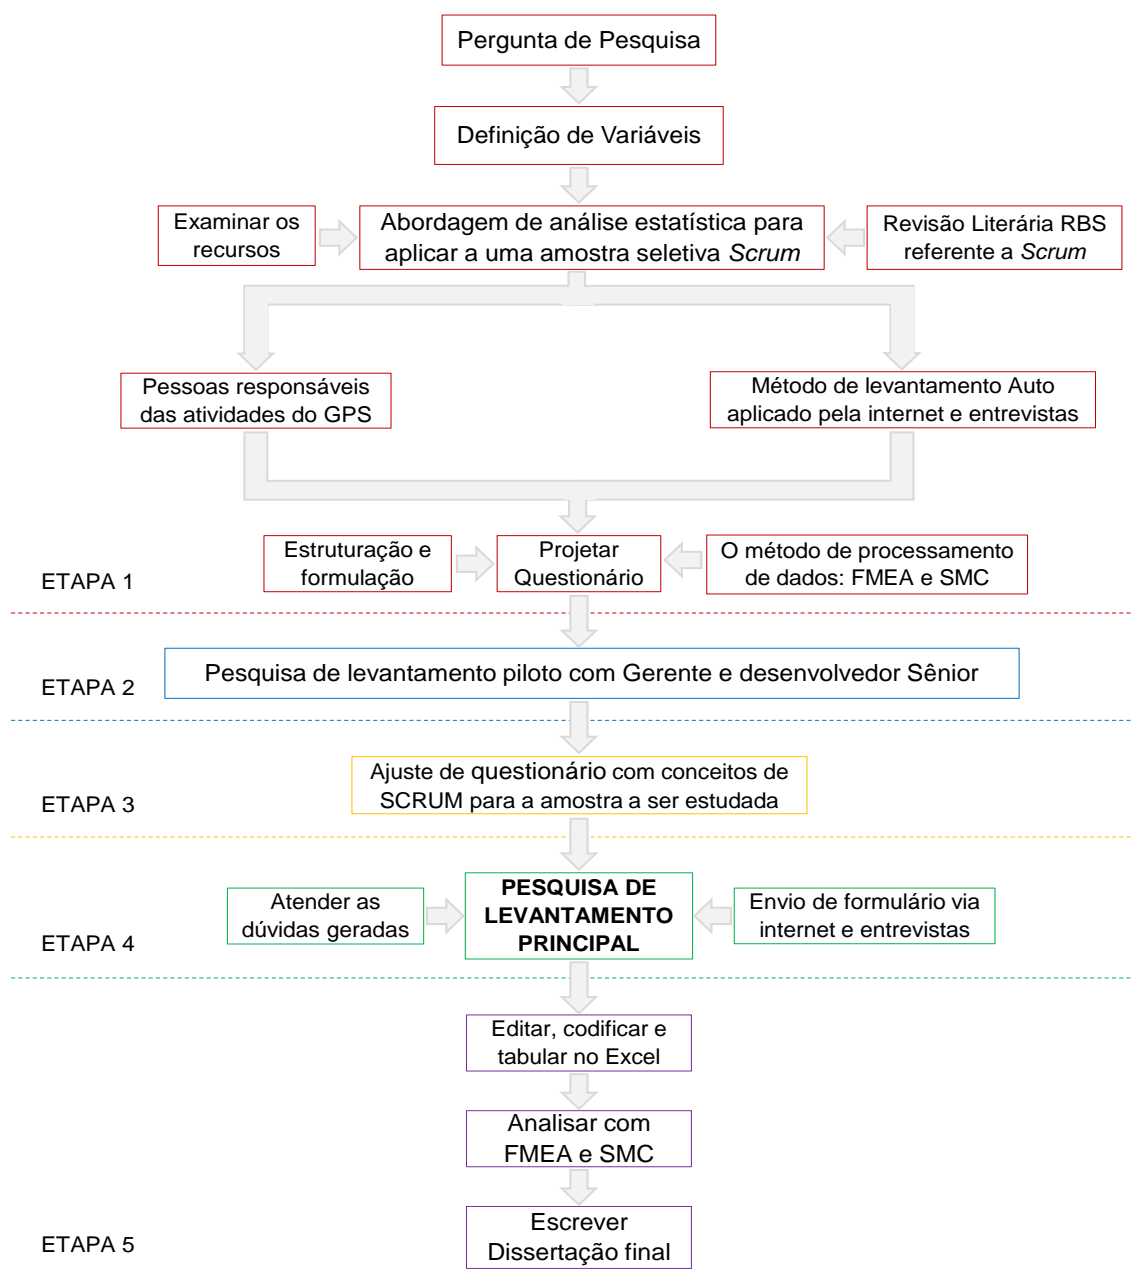 Pergunta de Pesquisa
Definição de Variáveis
Examinar os
recursos
Abordagem de análise estatística para
aplicar a uma amostra seletiva Scrum
Revisão Literária RBS
referente a Scrum
Pessoas responsáveis
das atividades do GPS
Método de levantamento Auto
aplicado pela internet e entrevistas
Estruturação e
formulação
Projetar
Questionário
O método de processamento
de dados: FMEA e SMC
ETAPA 1
Pesquisa de levantamento piloto com Gerente e desenvolvedor Sênior
ETAPA 2
Ajuste de questionário com conceitos de
SCRUM para a amostra a ser estudada
ETAPA 3
Atender as
dúvidas geradas
PESQUISA DE
LEVANTAMENTO
PRINCIPAL
Envio de formulário via
internet e entrevistas
ETAPA 4
Editar, codificar e
tabular no Excel
Analisar com
FMEA e SMC
Escrever
Dissertação final
ETAPA 5